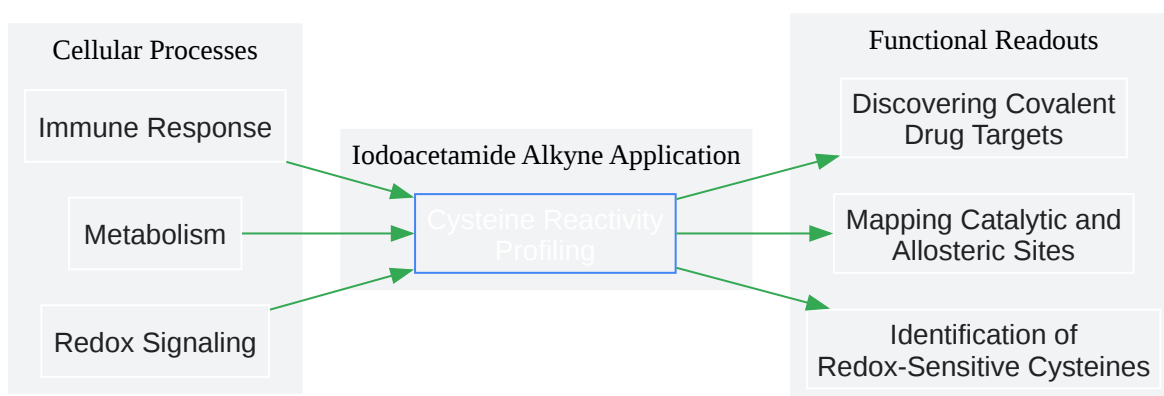 Cellular Processes
Immune Response
Metabolism
Redox Signaling
Iodoacetamide Alkyne Application
Cysteine Reactivity
Profiling
Functional Readouts
Discovering Covalent
Drug Targets
Mapping Catalytic and
Allosteric Sites
Identification of
Redox-Sensitive Cysteines